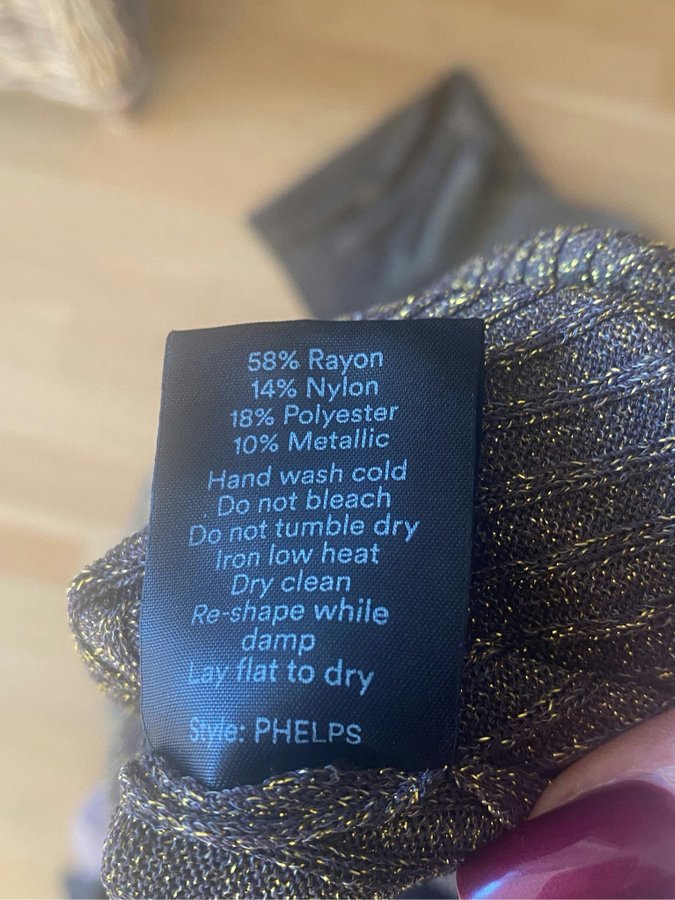 58% Rayon
14% Nylon
18% Polyester
10% Metallic
Hand wash cold
Do not bleach
Do not tumble dry
Iron low heat
Dry clean
Re-shape while
damp
Lay flat to dry
Style: PHELPS